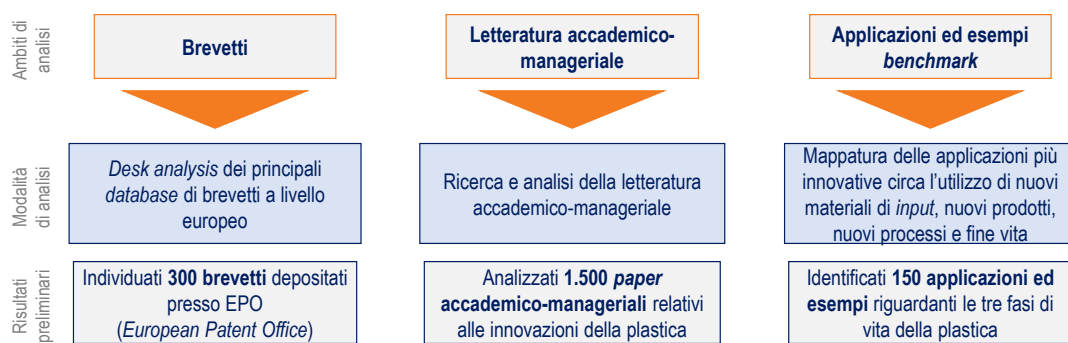 Ambiti di
analisi
Brevetti
Letteratura accademico-
manageriale
Applicazioni ed esempi
benchmark
Modalità
di analisi
Desk analysis dei principali
database di brevetti a livello
europeo
Ricerca e analisi della letteratura
accademico-manageriale
Mappatura delle applicazioni più
innovative circa l'utilizzo di nuovi
materiali di input, nuovi prodotti,
nuovi processi e fine vita
Risultati
preliminari
Individuati 300 brevetti depositati
presso EPO
(European Patent Office)
Analizzati 1.500 paper
accademico-manageriali relativi
alle innovazioni della plastica
Identificati 150 applicazioni ed
esempi riguardanti le tre fasi di
vita della plastica